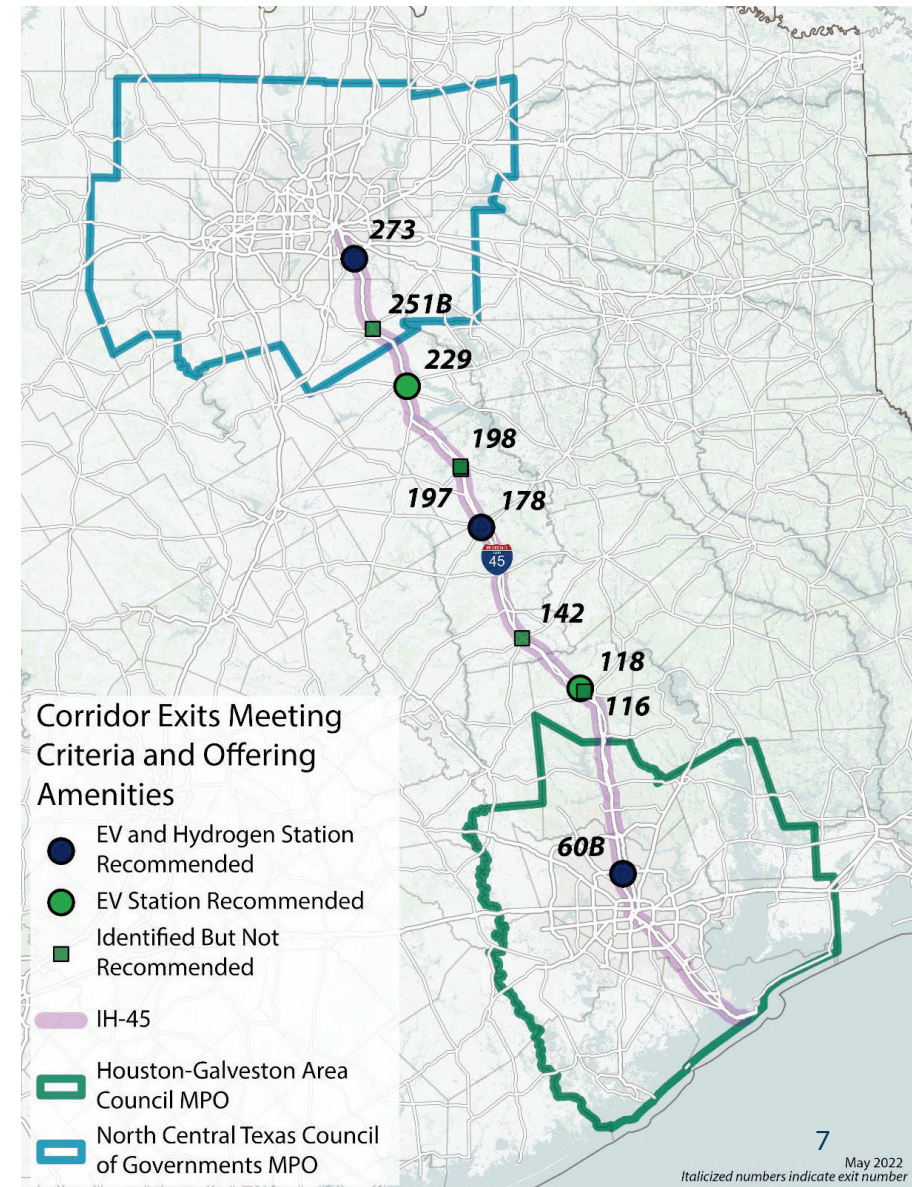 273
251B
229
198
197
178
INTERSTATE
45
142
118
116
60B
Corridor Exits Meeting
Criteria and Offering
Amenities
EV and Hydrogen Station
Recommended
EV Station Recommended
Identified But Not
Recommended
IH-45
Houston-Galveston Area
Council MPO
North Central Texas Council
of Governments MPO
7
May 2022
Italicized numbers indicate exit number